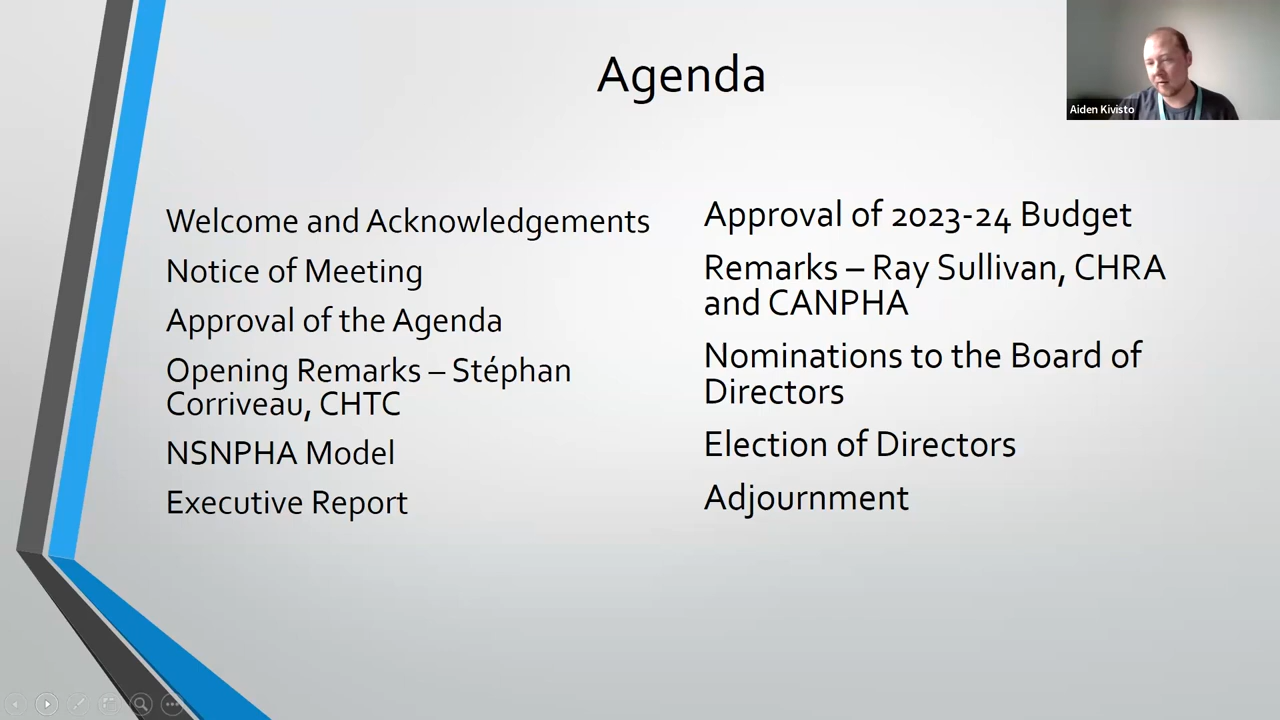 Agenda
Aiden Kivisto
Welcome and Acknowledgements
Notice of Meeting
Approval of the Agenda
Opening Remarks – Stéphan
Corriveau, CHTC
NSNPHA Model
Executive Report
Approval of 2023-24 Budget
Remarks – Ray Sullivan, CHRA
and CANPHA
Nominations to the Board of
Directors
Election of Directors
Adjournment